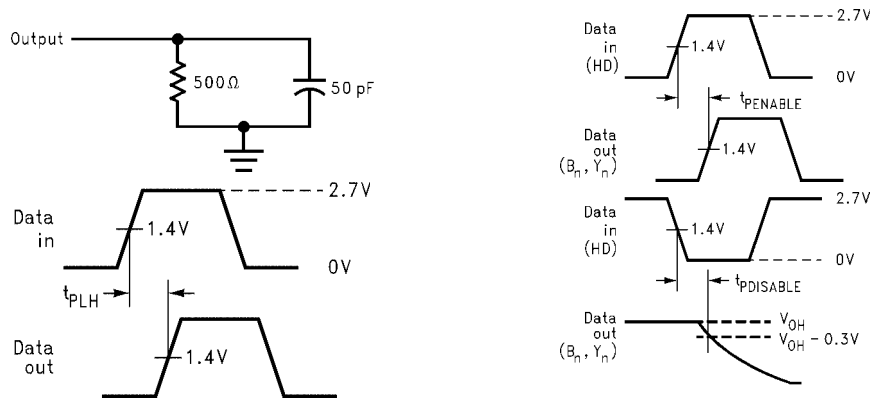 Output
500Ω
50 pF
Data in
2.7V
1.4V
0V
tPLH
Data out
1.4V
Data in (HD)
2.7V
1.4V
0V
tPENABLE
Data out (Bn, Yn)
1.4V
Data in (HD)
2.7V
1.4V
0V
tPDISABLE
Data out (Bn, Yn)
VOH
VOH − 0.3V